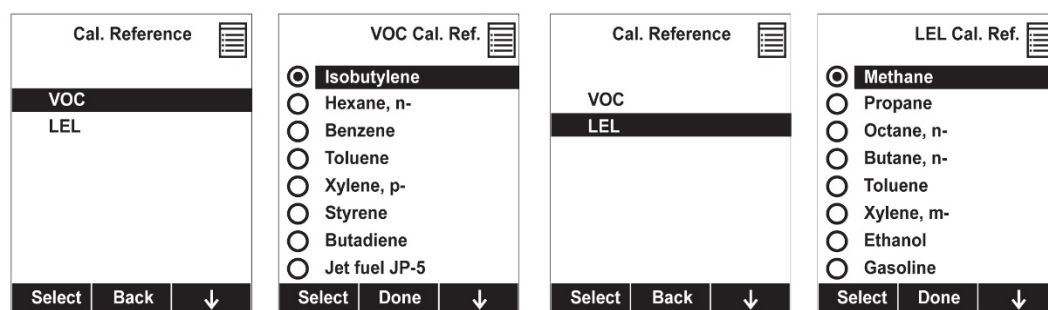 Cal. Reference
VOC
LEL
Select Back ↓
VOC Cal. Ref.
Isobutylene
Hexane, n-
Benzene
Toluene
Xylene, p-
Styrene
Butadiene
Jet fuel JP-5
Select Done ↓
Cal. Reference
VOC
LEL
Select Back ↓
LEL Cal. Ref.
Methane
Propane
Octane, n-
Butane, n-
Toluene
Xylene, m-
Ethanol
Gasoline
Select Done ↓